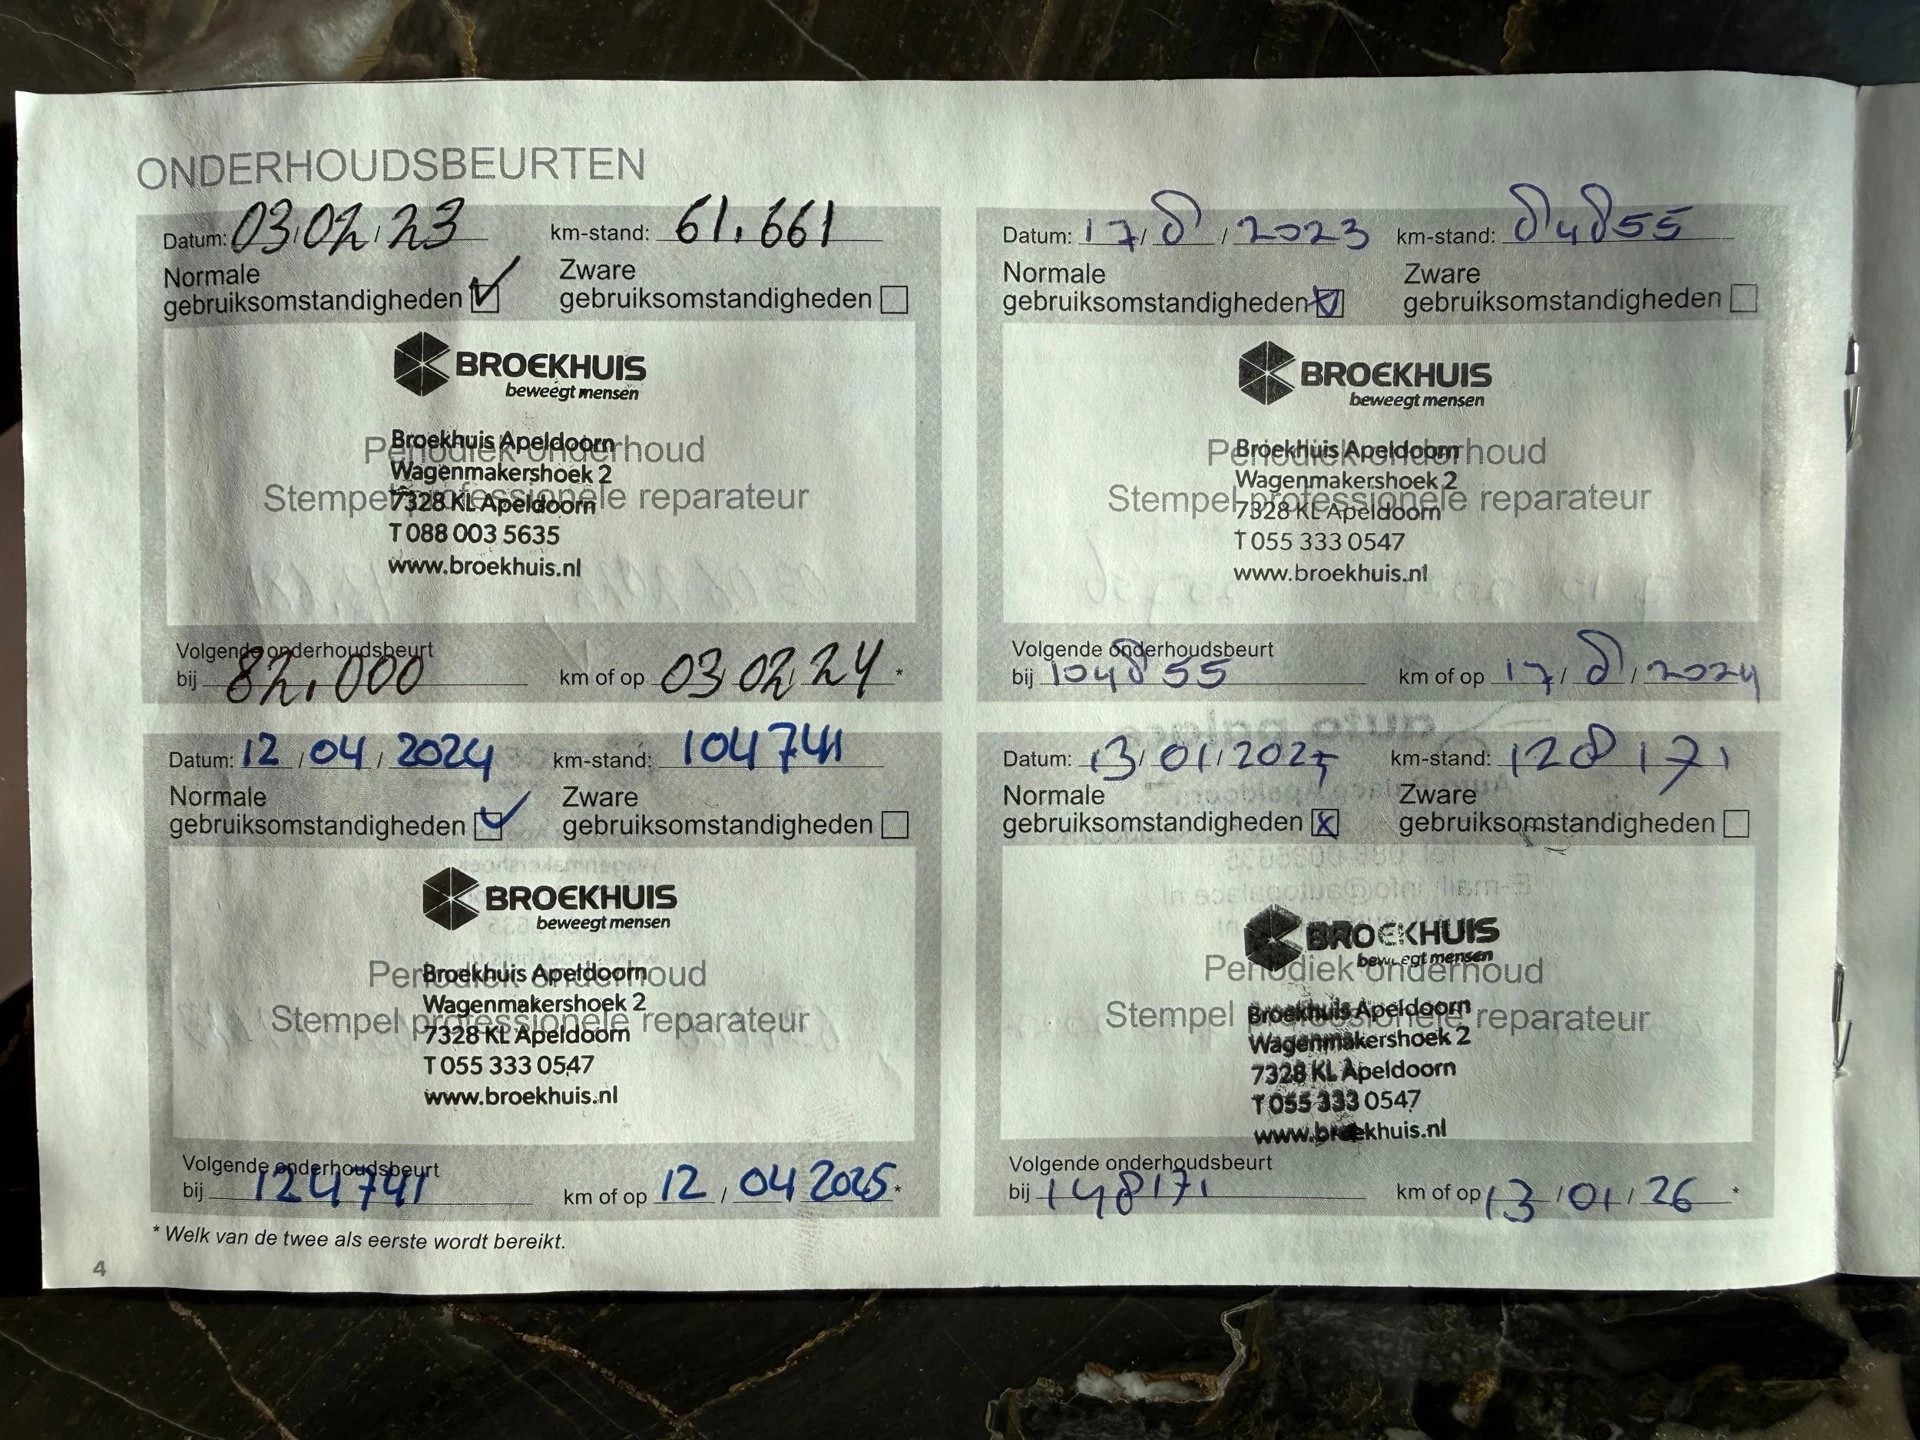 ONDERHOUDSBEURTEN
Datum: 03/02/23 km-stand: 61.661
Normale gebruiksomstandigheden ☑ Zware gebruiksomstandigheden ☐
BROEKHUIS
beweegt mensen
Periodiek onderhoud
Stempel professionele reparateur
Broekhuis Apeldoorn
Wagenmakershoek 2
7328 KL Apeldoorn
T 088 003 5635
www.broekhuis.nl
Volgende onderhoudsbeurt
bij 82.000 km of op 03/02/24 *
Datum: 17/8/2023 km-stand: 84855
Normale gebruiksomstandigheden ☑ Zware gebruiksomstandigheden ☐
BROEKHUIS
beweegt mensen
Periodiek onderhoud
Stempel professionele reparateur
Broekhuis Apeldoorn
Wagenmakershoek 2
7328 KL Apeldoorn
T 055 333 0547
www.broekhuis.nl
Volgende onderhoudsbeurt
bij 104855 km of op 17/8/2024
Datum: 12/04/2024 km-stand: 104741
Normale gebruiksomstandigheden ☑ Zware gebruiksomstandigheden ☐
BROEKHUIS
beweegt mensen
Periodiek onderhoud
Stempel professionele reparateur
Broekhuis Apeldoorn
Wagenmakershoek 2
7328 KL Apeldoorn
T 055 333 0547
www.broekhuis.nl
Volgende onderhoudsbeurt
bij 124741 km of op 12/04 2025 *
Datum: 13/01/2025 km-stand: 128171
Normale gebruiksomstandigheden ☒ Zware gebruiksomstandigheden ☐
BROEKHUIS
beweegt mensen
Periodiek onderhoud
Stempel professionele reparateur
Broekhuis Apeldoorn
Wagenmakershoek 2
7328 KL Apeldoorn
T 055 333 0547
www.broekhuis.nl
Volgende onderhoudsbeurt
bij 148171 km of op 13/01/26 *
* Welk van de twee als eerste wordt bereikt.
4